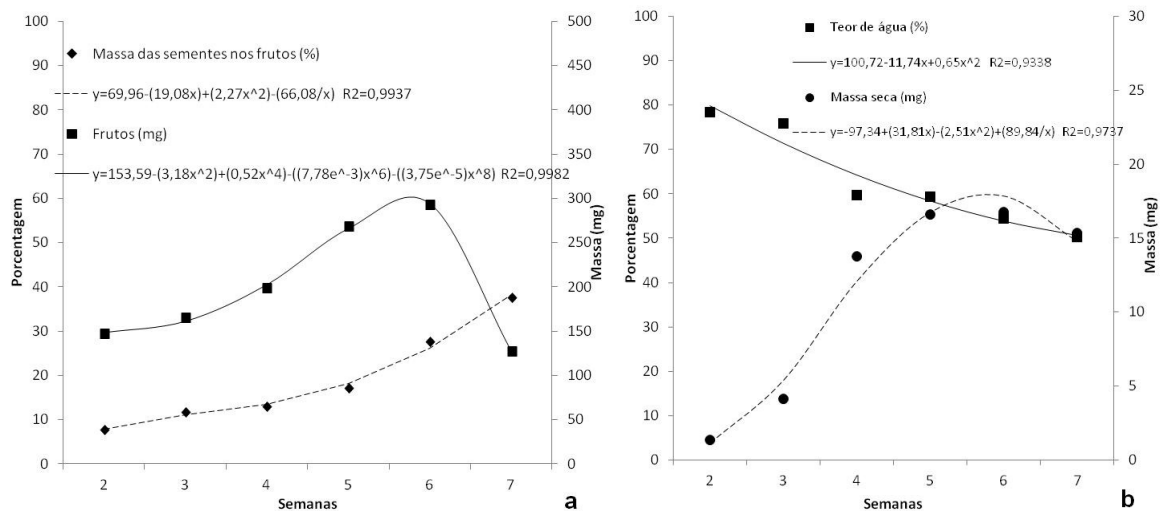 100
90
80
70
60
50
40
30
20
10
0
Porcentagem
Massa das sementes nos frutos (%)
y=69,96-(19,08x)+(2,27x^2)-(66,08/x) R2=0,9937
Frutos (mg)
y=153,59-(3,18x^2)+(0,52x^4)-((7,78e^-3)x^6)-((3,75e^-5)x^8) R2=0,9982
500
450
400
350
300
250
200
150
100
50
0
Massa (mg)
2 3 4 5 6 7
Semanas
a
100
90
80
70
60
50
40
30
20
10
0
Porcentagem
Teor de água (%)
y=100,72-11,74x+0,65x^2 R2=0,9338
Massa seca (mg)
y=-97,34+(31,81x)-(2,51x^2)+(89,84/x) R2=0,9737
30
25
20
15
10
5
0
Massa (mg)
2 3 4 5 6 7
Semanas
b